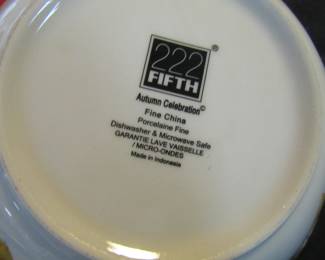 222
FIFTH®
Autumn Celebration©
Fine China
Porcelaine Fine
Dishwasher & Microwave Safe
GARANTIE LAVE VAISSELLE
/ MICRO-ONDES
Made in Indonesia